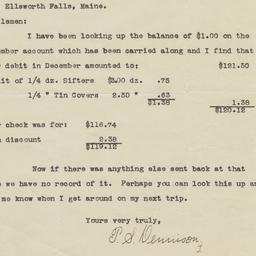 Ellsworth Falls, Maine.
lemen:
I have been looking up the balance of $1.00 on the
mber account which has been carried along and I find that
debit in December amounted to: $121.50
it of 1/4 dz. Sifters $3.00 dz. .75
1/4 " Tin Covers 2.50 " .63
$1.38 1.38
$120.12
check was for: $116.74
n discount 2.38
$119.12
Now if there was anything else sent back at that
e we have no record of it. Perhaps you can look this up an
me know when I get around on my next trip.
Yours very truly,
P. S. Dennison